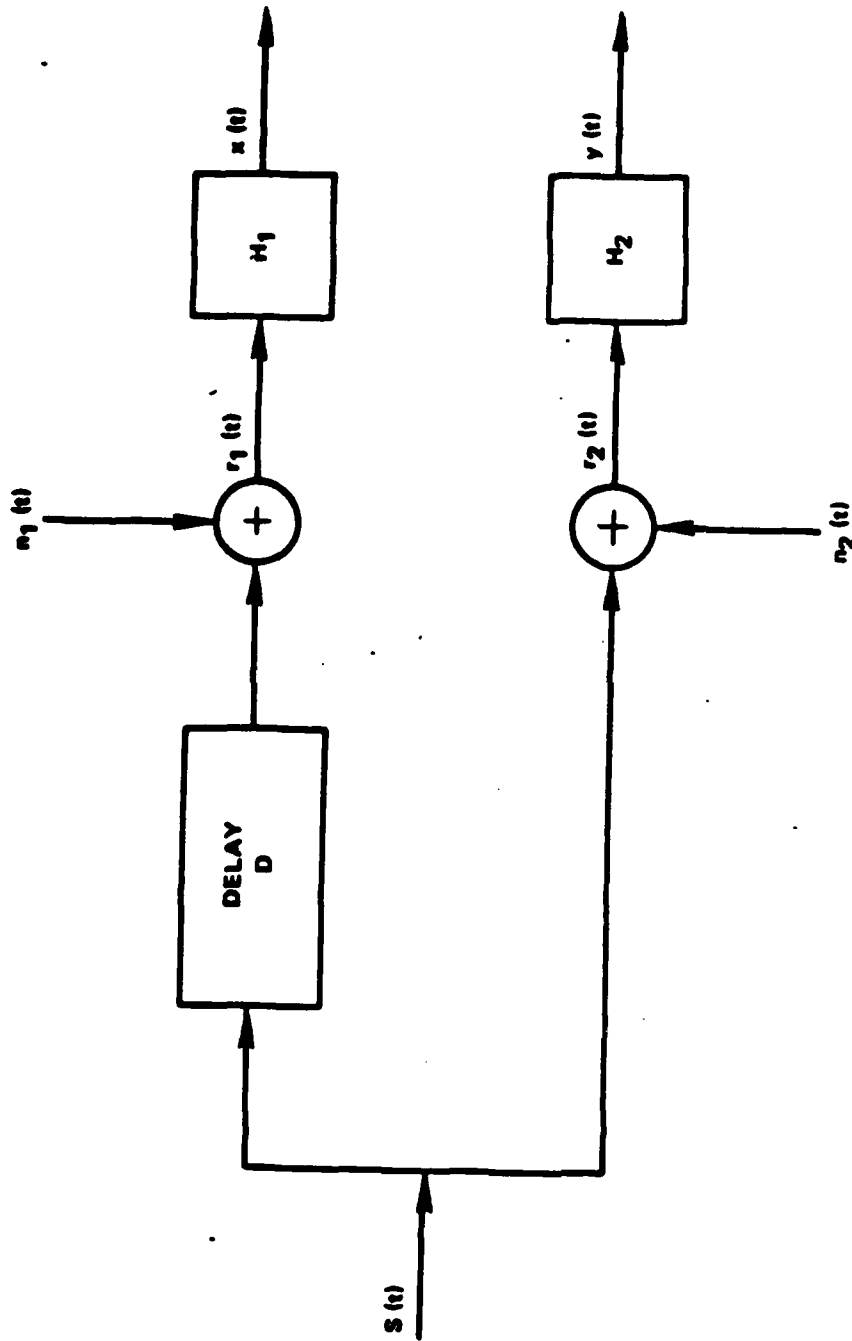 S(t)
DELAY
D
n₁(t)
+
r₁(t)
H₁
x(t)
n₂(t)
+
r₂(t)
H₂
y(t)